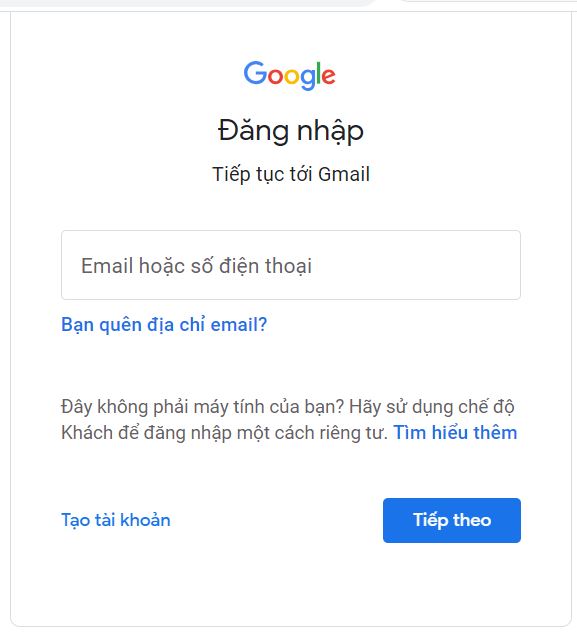 Google
Đăng nhập
Tiếp tục tới Gmail
Email hoặc số điện thoại
Bạn quên địa chỉ email?
Đây không phải máy tính của bạn? Hãy sử dụng chế độ
Khách để đăng nhập một cách riêng tư. Tìm hiểu thêm
Tạo tài khoản
Tiếp theo